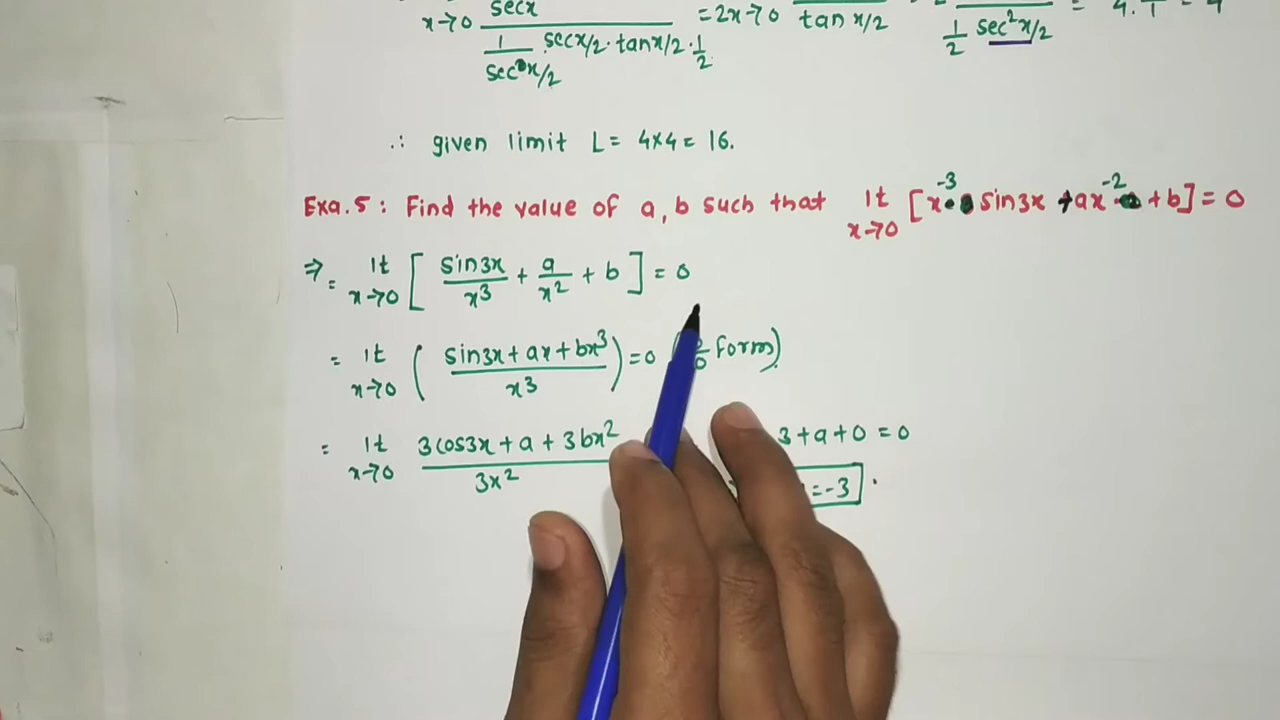 x→0 secx / (1/sec²x/2 secx/2 · tanx/2 · 1/2) = 2x→0 tan x/2 1/2 sec²x/2 = 4.
∴ given limit L = 4×4 = 16.
Exa.5 : Find the value of a, b such that lt x→0 [x⁻³ sin3x + ax⁻² + b] = 0
⇒ = lt x→0 [ sin3x/x³ + a/x² + b ] = 0
= lt x→0 ( (sin3x + ax + bx³)/x³ ) = 0 form)
= lt x→0 (3cos3x + a + 3bx²)/3x² 3 + a + 0 = 0
= -3 .